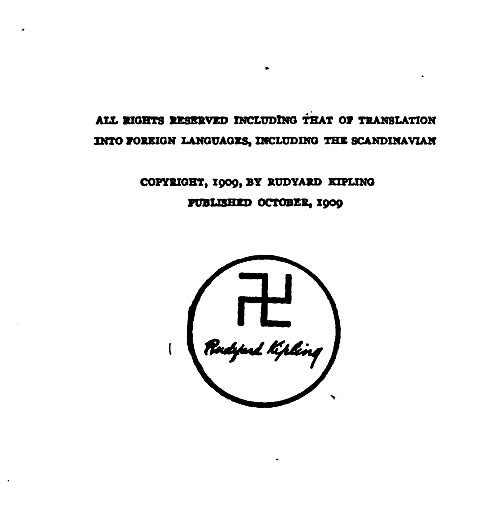 ALL RIGHTS RESERVED INCLUDING THAT OF TRANSLATION
INTO FOREIGN LANGUAGES, INCLUDING THE SCANDINAVIAN
COPYRIGHT, 1909, BY RUDYARD KIPLING
PUBLISHED OCTOBER, 1909
Rudyard Kipling